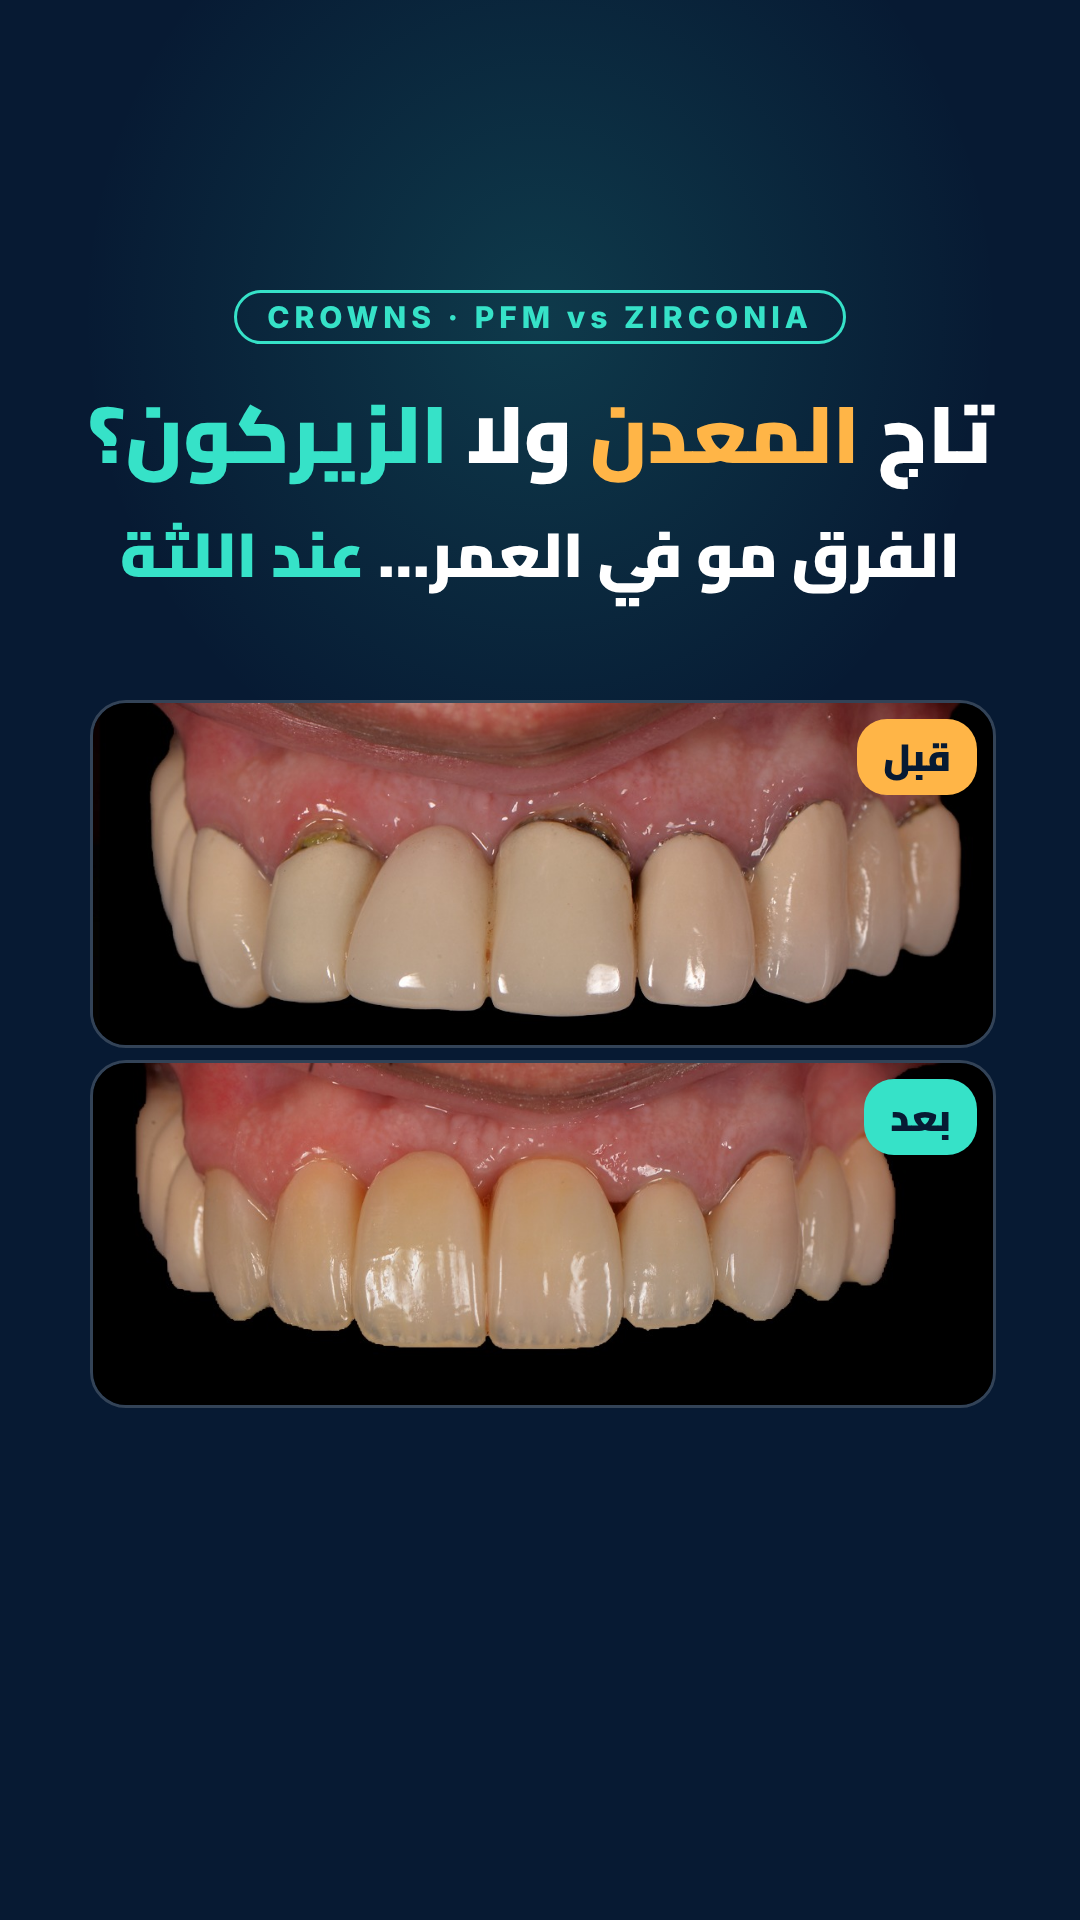 CROWNS · PFM vs ZIRCONIA
تاج المعدن ولا الزيركون؟
الفرق مو في العمر... عند اللثة
قبل
بعد